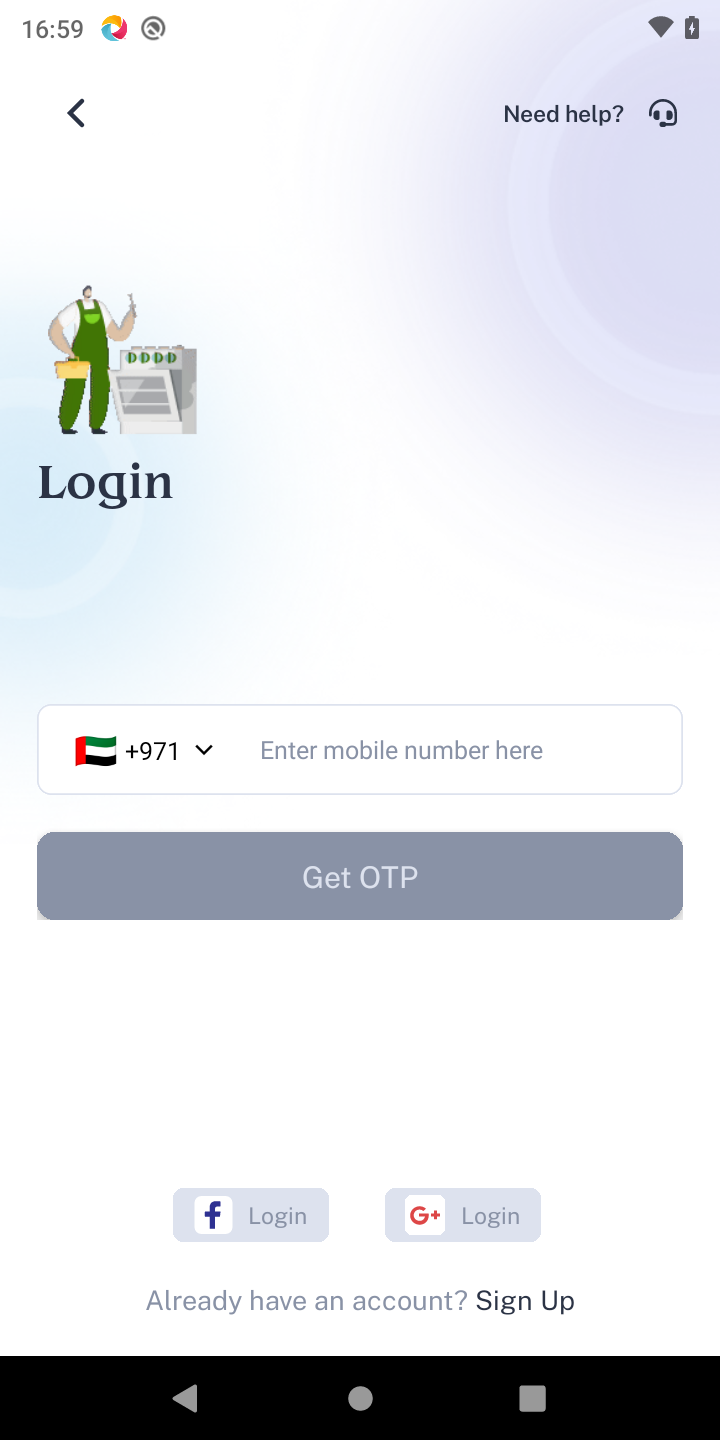 16:59
Need help?
Login
+971
Enter mobile number here
Get OTP
Login
Login
Already have an account? Sign Up